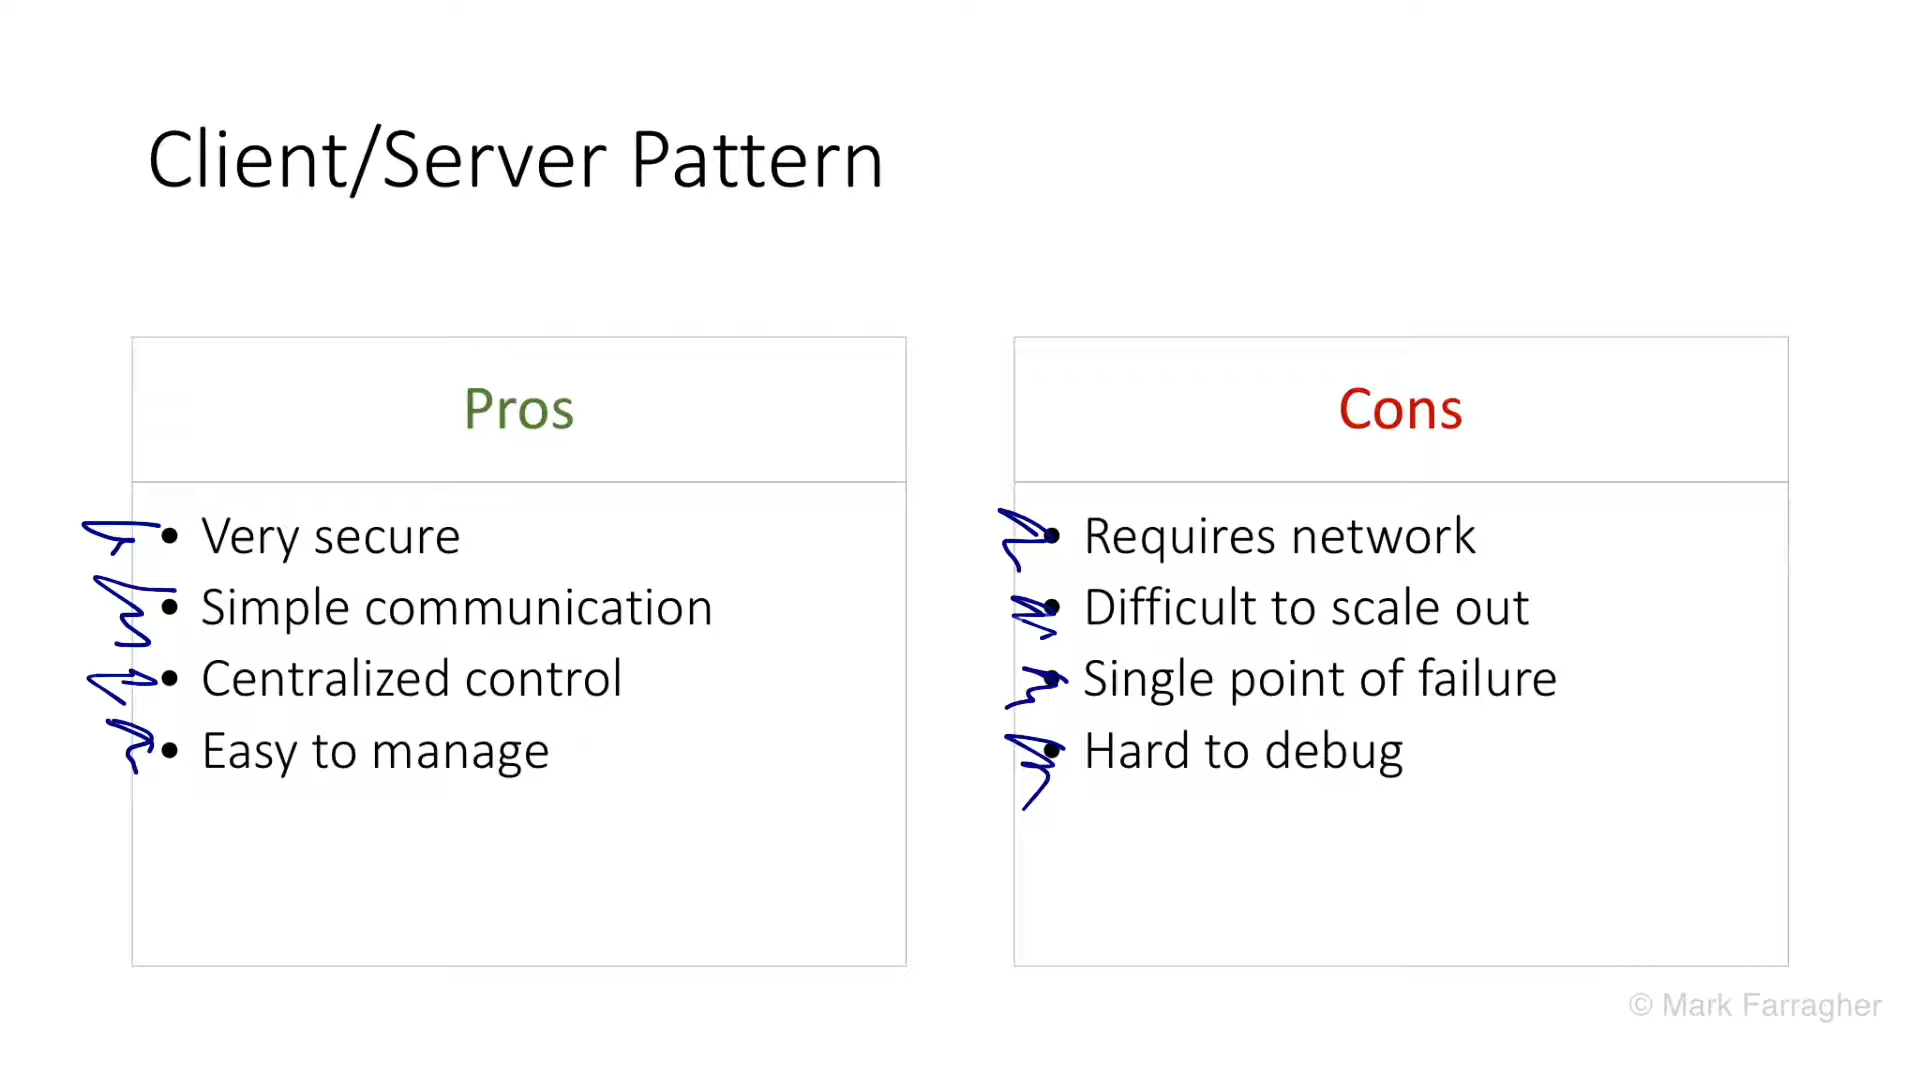 Client/Server Pattern
Pros
• Very secure
• Simple communication
• Centralized control
• Easy to manage
Cons
• Requires network
• Difficult to scale out
• Single point of failure
• Hard to debug
© Mark Farragher